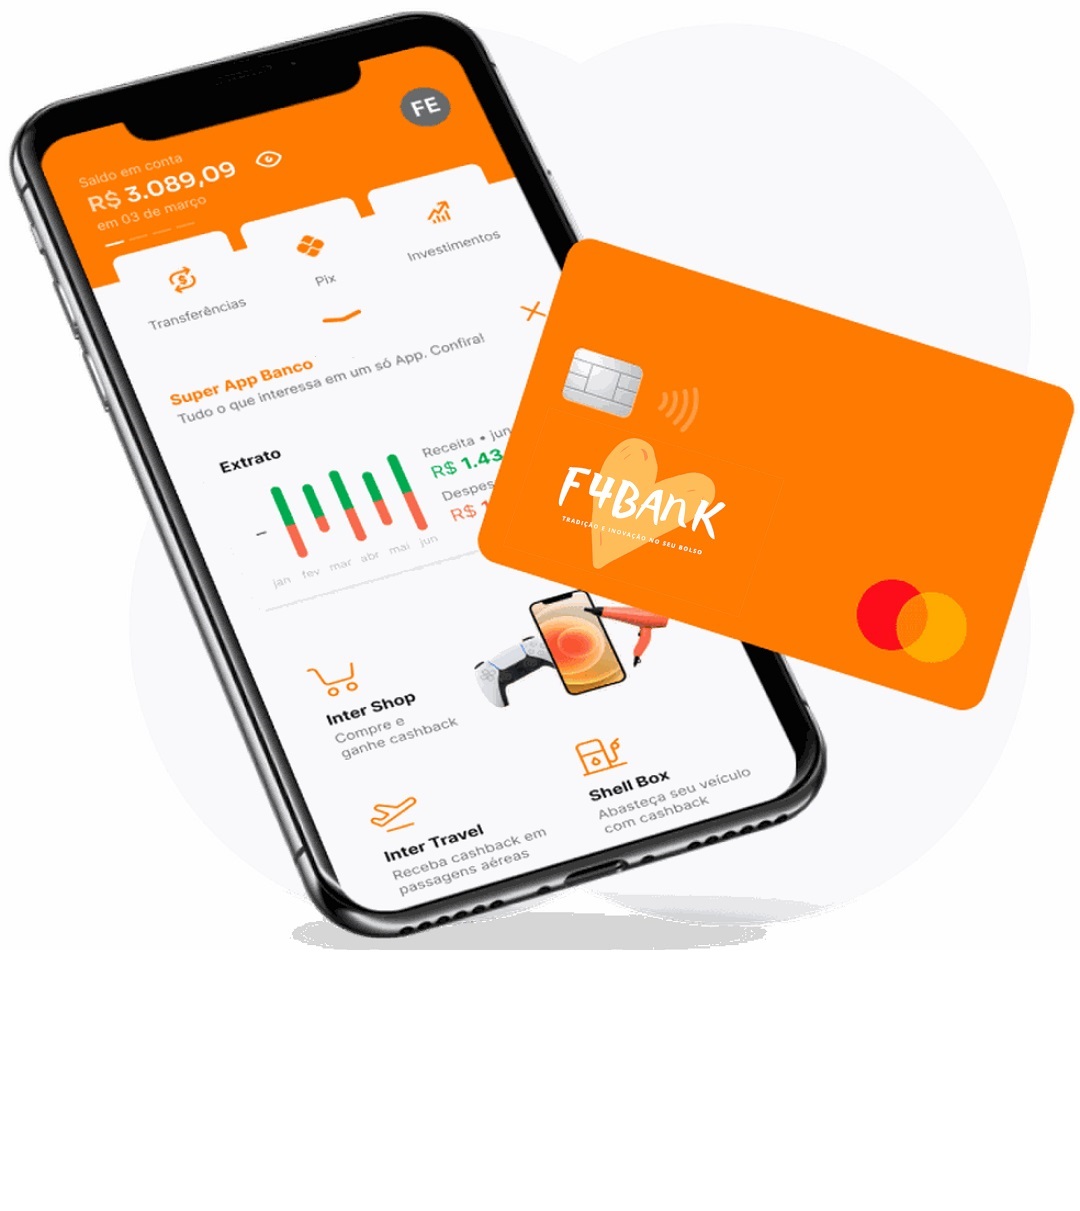 FE
Saldo em conta
R$ 3.089,09
em 03 de março
Transferências
Pix
Investimentos
Super App Banco
Tudo o que interessa em um só App. Confira!
Extrato
Receita • jun
R$ 1.43
Despes
R$ 1
jan fev mar abr mai jun
F4BANK
TRADIÇÃO E INOVAÇÃO NO SEU BOLSO
Inter Shop
Compre e
ganhe cashback
Shell Box
Abasteça seu veículo
com cashback
Inter Travel
Receba cashback em
passagens aéreas